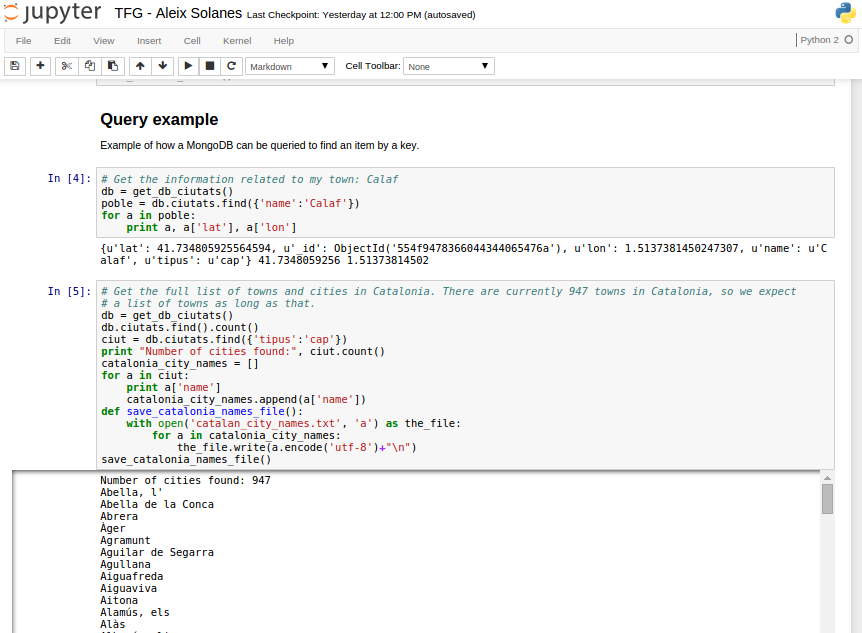 jupyter TFG - Aleix Solanes Last Checkpoint: Yesterday at 12:00 PM (autosaved)
File Edit View Insert Cell Kernel Help Python 2
Markdown Cell Toolbar: None
Query example
Example of how a MongoDB can be queried to find an item by a key.
In [4]: # Get the information related to my town: Calaf
db = get_db_ciutats()
poble = db.ciutats.find({'name':'Calaf'})
for a in poble:
    print a, a['lat'], a['lon']
{u'lat': 41.734805925564594, u'_id': ObjectId('554f9478366044344065476a'), u'lon': 1.5137381450247307, u'name': u'C
alaf', u'tipus': u'cap'} 41.7348059256 1.51373814502
In [5]: # Get the full list of towns and cities in Catalonia. There are currently 947 towns in Catalonia, so we expect
# a list of towns as long as that.
db = get_db_ciutats()
db.ciutats.find().count()
ciut = db.ciutats.find({'tipus':'cap'})
print "Number of cities found:", ciut.count()
catalonia_city_names = []
for a in ciut:
    print a['name']
    catalonia_city_names.append(a['name'])
def save_catalonia_names_file():
    with open('catalan_city_names.txt', 'a') as the_file:
        for a in catalonia_city_names:
            the_file.write(a.encode('utf-8')+"\n")
save_catalonia_names_file()
Number of cities found: 947
Abella, l'
Abella de la Conca
Abrera
Àger
Agramunt
Aguilar de Segarra
Agullana
Aiguafreda
Aiguaviva
Aitona
Alamús, els
Alàs